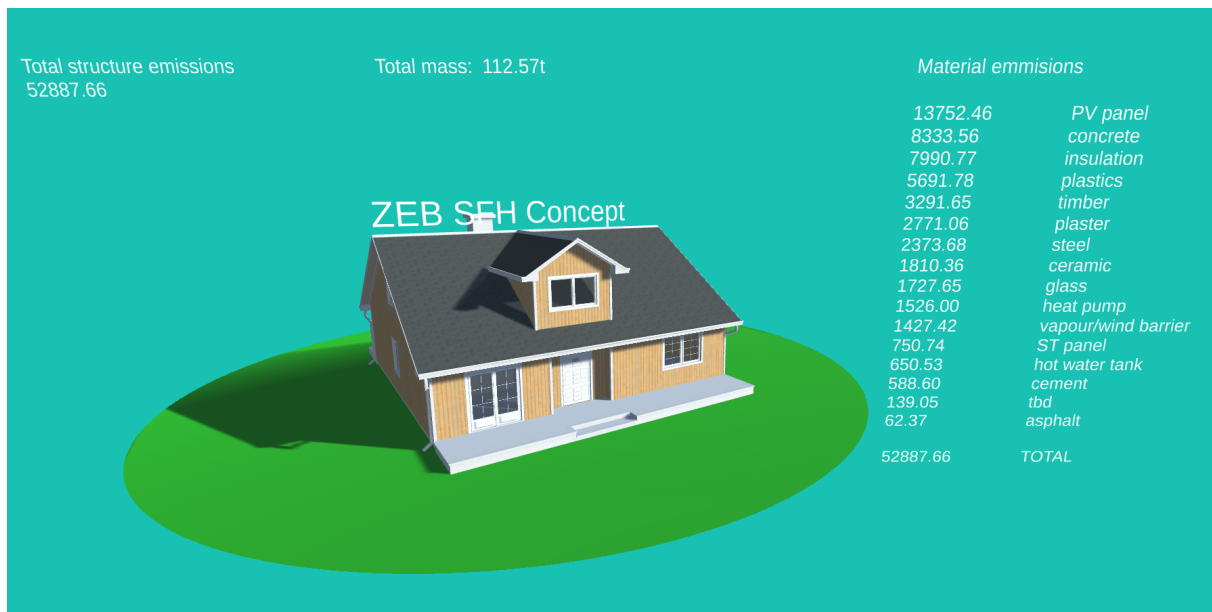 Total structure emissions
52887.66
Total mass: 112.57t
Material emmisions
13752.46 PV panel
8333.56 concrete
7990.77 insulation
5691.78 plastics
3291.65 timber
2771.06 plaster
2373.68 steel
1810.36 ceramic
1727.65 glass
1526.00 heat pump
1427.42 vapour/wind barrier
750.74 ST panel
650.53 hot water tank
588.60 cement
139.05 tbd
62.37 asphalt
52887.66 TOTAL
ZEB SFH Concept